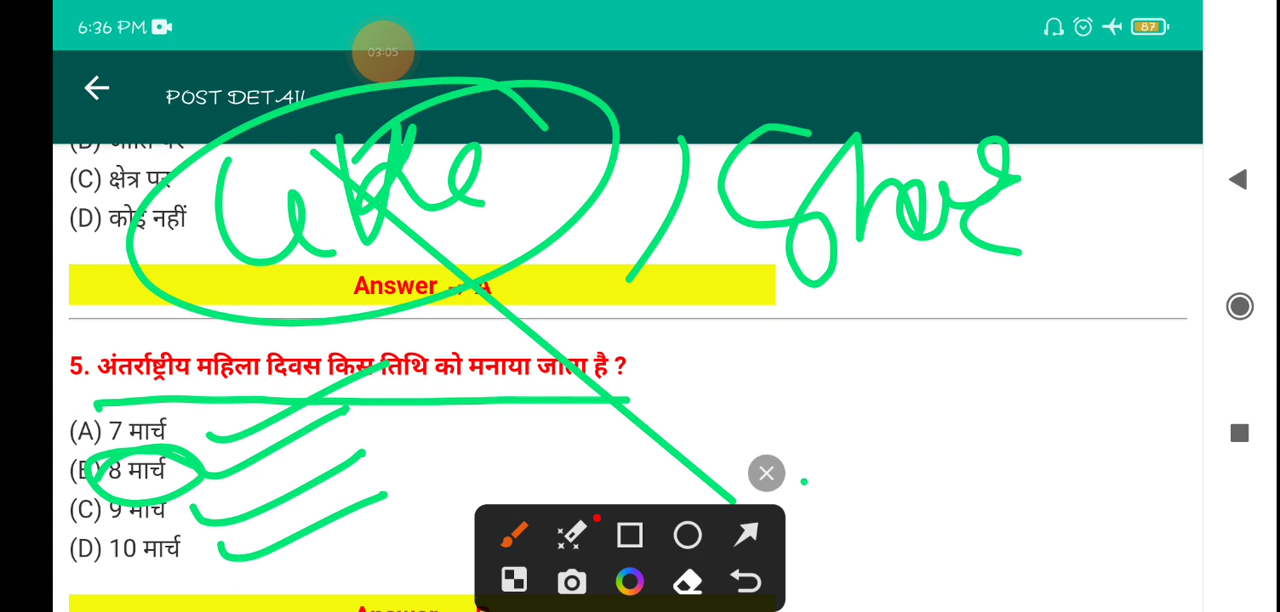 6:36 PM
87
03:05
POST DETAIL
like, Share
(C) क्षेत्र पर
(D) कोई नहीं
Answer → A
5. अंतर्राष्ट्रीय महिला दिवस किस तिथि को मनाया जाता है ?
(A) 7 मार्च
(B) 8 मार्च
(C) 9 मार्च
(D) 10 मार्च